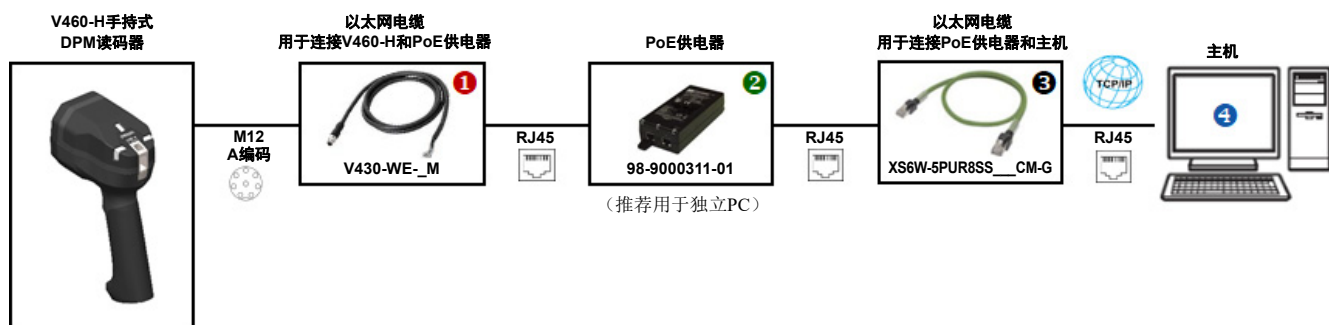 V460-H手持式
DPM读码器
以太网电缆
用于连接V460-H和PoE供电器
PoE供电器
以太网电缆
用于连接PoE供电器和主机
主机
1
2
3
TCP/IP
4
M12
A编码
RJ45
RJ45
RJ45
V430-WE-_M
98-9000311-01
XS6W-5PUR8SS___CM-G
（推荐用于独立PC）